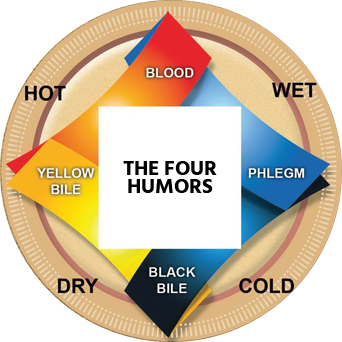 BLOOD
HOT
WET
THE FOUR
HUMORS
YELLOW
BILE
PHLEGM
BLACK
BILE
DRY
COLD